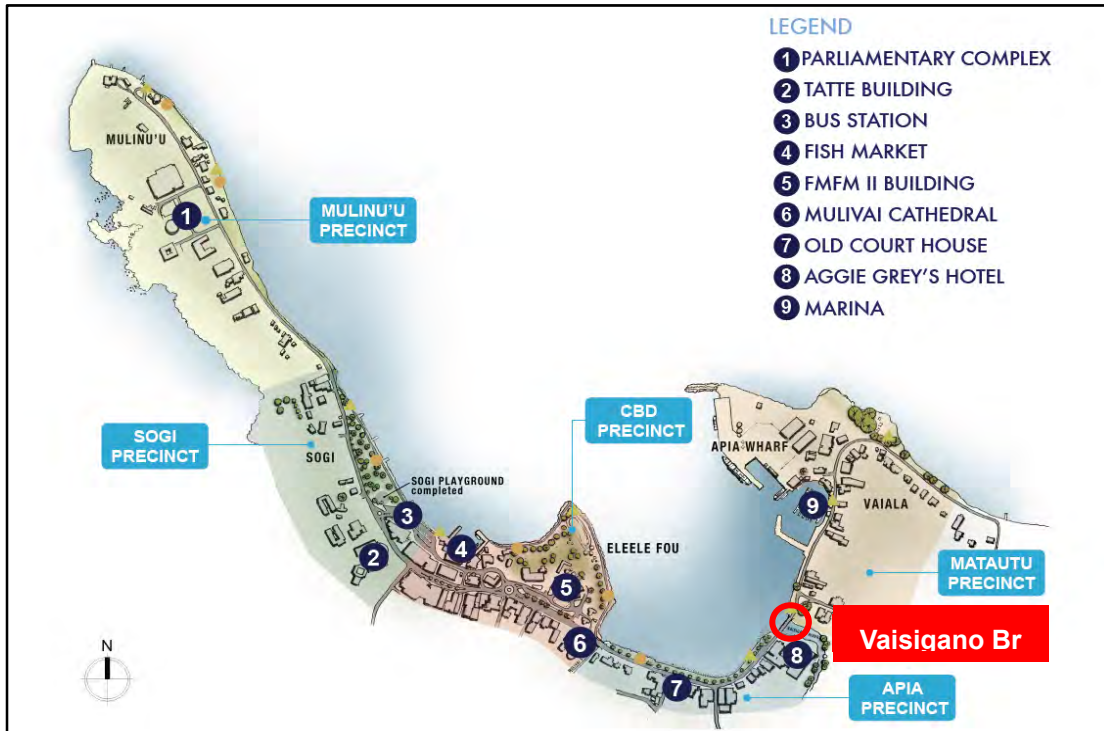 LEGEND
1 PARLIAMENTARY COMPLEX
2 TATTE BUILDING
3 BUS STATION
4 FISH MARKET
5 FMFM II BUILDING
6 MULIVAI CATHEDRAL
7 OLD COURT HOUSE
8 AGGIE GREY'S HOTEL
9 MARINA
MULINU'U
1
MULINU'U
PRECINCT
SOGI
PRECINCT
SOGI
SOGI PLAYGROUND
completed
CBD
PRECINCT
APIA WHARF
3
2
4
5
ELEELE FOU
9
VAIALA
MATAUTU
PRECINCT
6
7
8
Vaisigano Br
APIA
PRECINCT
N